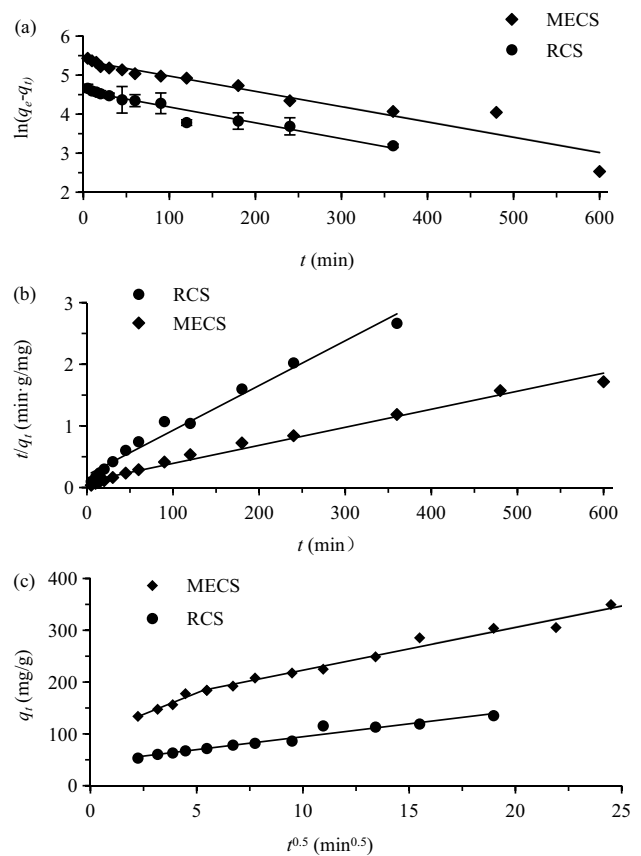 (a)
MECS
RCS
6
5
4
3
2
ln(qe-qt)
0 100 200 300 400 500 600
t (min)
(b)
RCS
MECS
3
2
1
0
t/qt (min·g/mg)
0 100 200 300 400 500 600
t (min）
(c)
MECS
RCS
400
300
200
100
0
qt (mg/g)
0 5 10 15 20 25
t0.5 (min0.5)